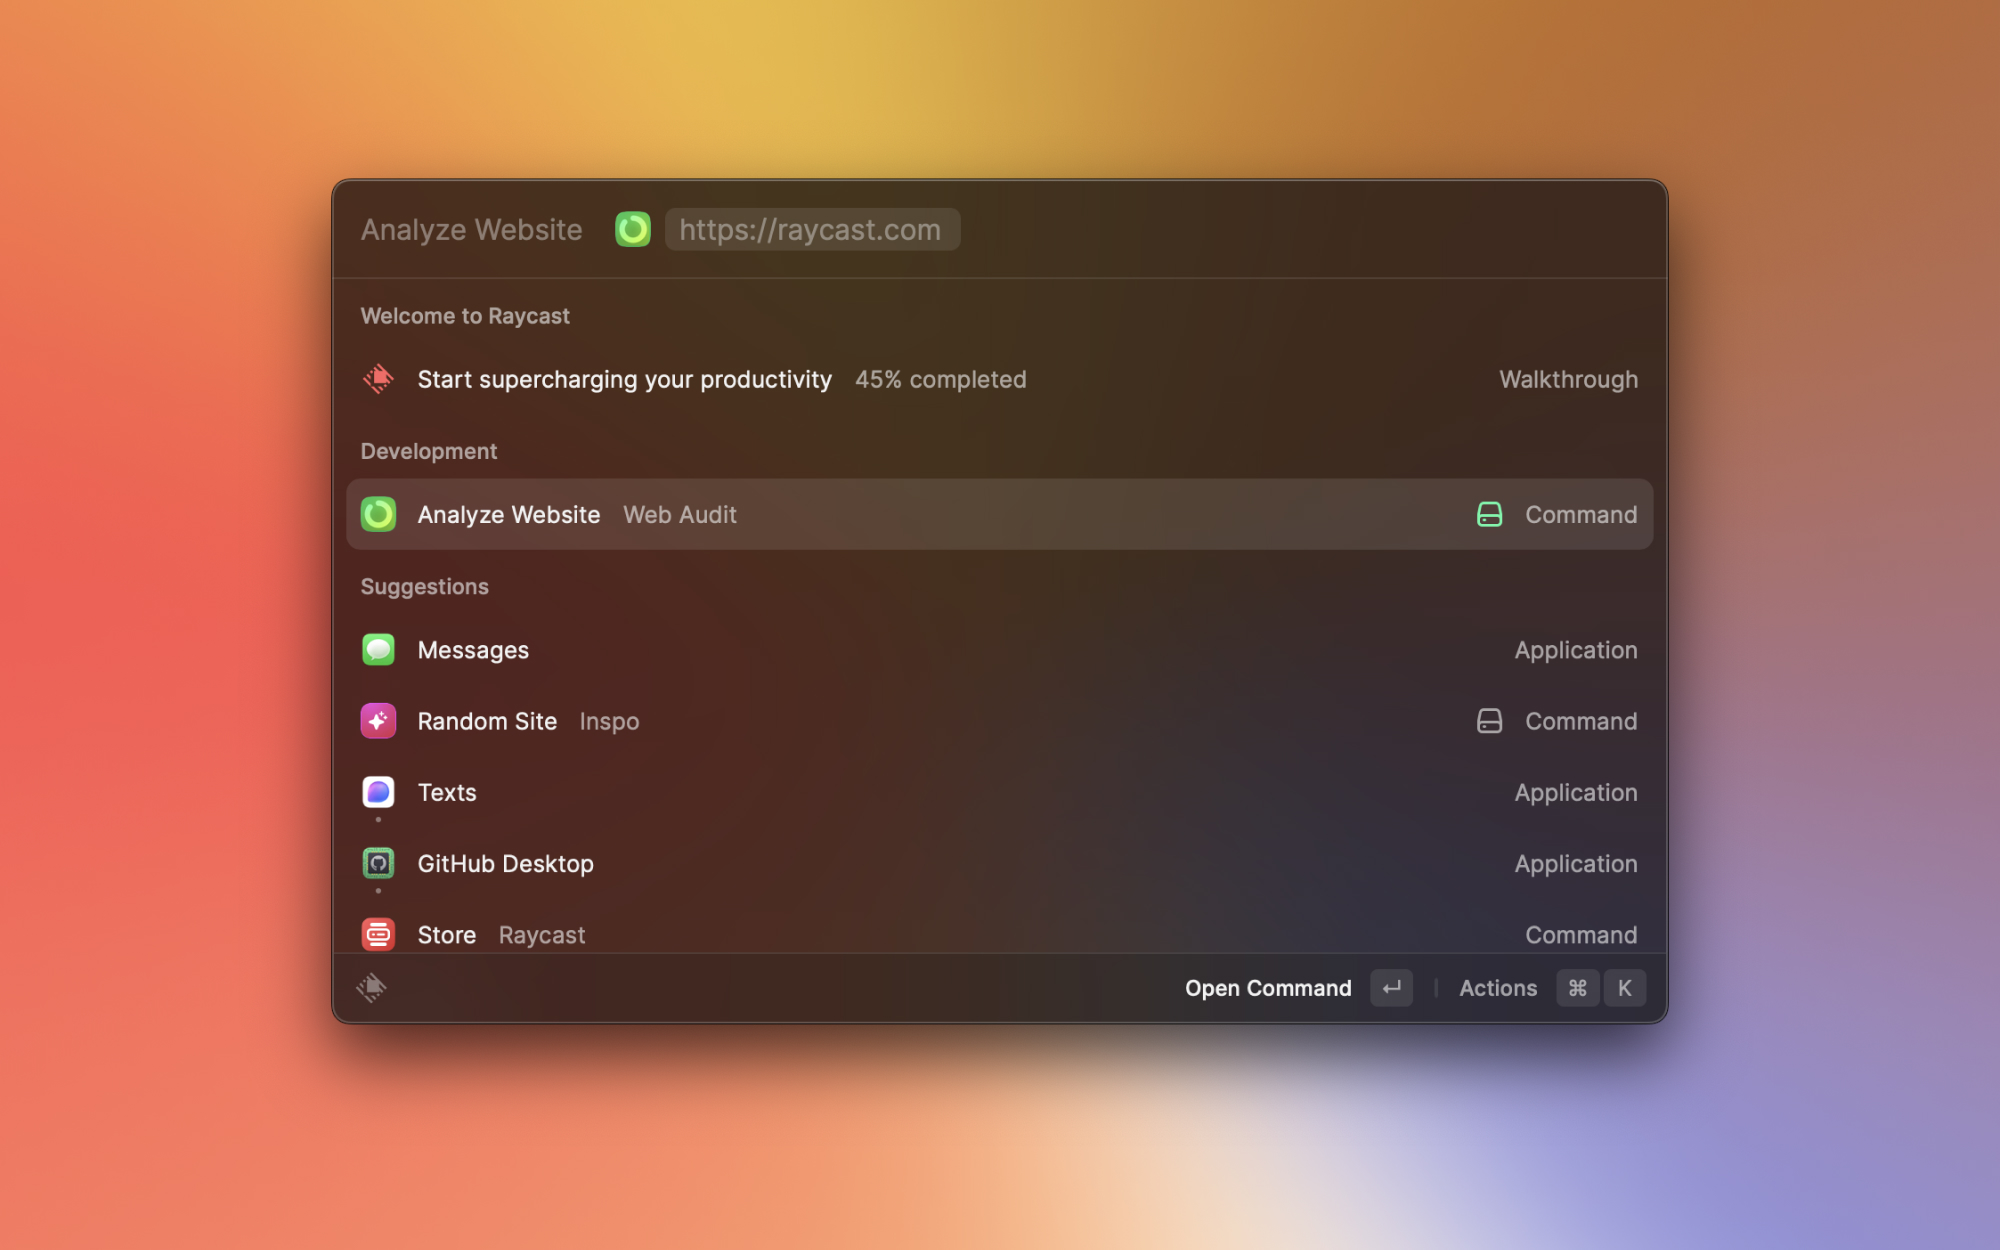 Analyze Website https://raycast.com
Welcome to Raycast
Start supercharging your productivity 45% completed Walkthrough
Development
Analyze Website Web Audit Command
Suggestions
Messages Application
Random Site Inspo Command
Texts Application
GitHub Desktop Application
Store Raycast Command
Open Command ↵ Actions ⌘ K